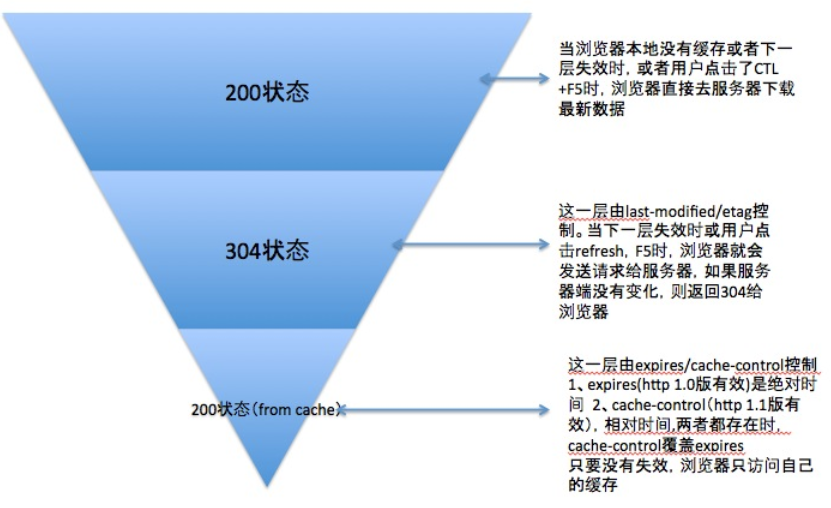 200状态
当浏览器本地没有缓存或者下一
层失效时，或者用户点击了CTL
+F5时，浏览器直接去服务器下载
最新数据
304状态
这一层由last-modified/etag控
制。当下一层失效时或用户点
击refresh，F5时，浏览器就会
发送请求给服务器，如果服务
器端没有变化，则返回304给
浏览器
200状态（from cache）
这一层由expires/cache-control控制
1、expires(http 1.0版有效)是绝对时
间 2、cache-control（http 1.1版有
效），相对时间,两者都存在时，
cache-control覆盖expires
只要没有失效，浏览器只访问自己
的缓存